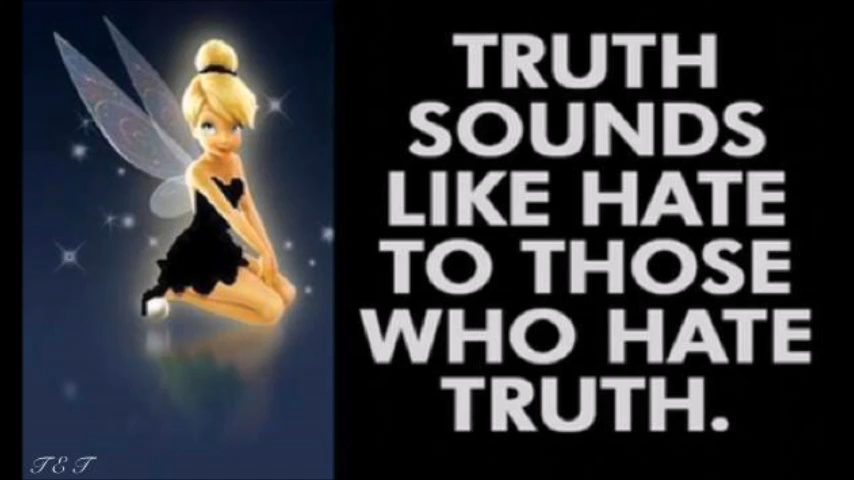 TRUTH
SOUNDS
LIKE HATE
TO THOSE
WHO HATE
TRUTH.
T&T